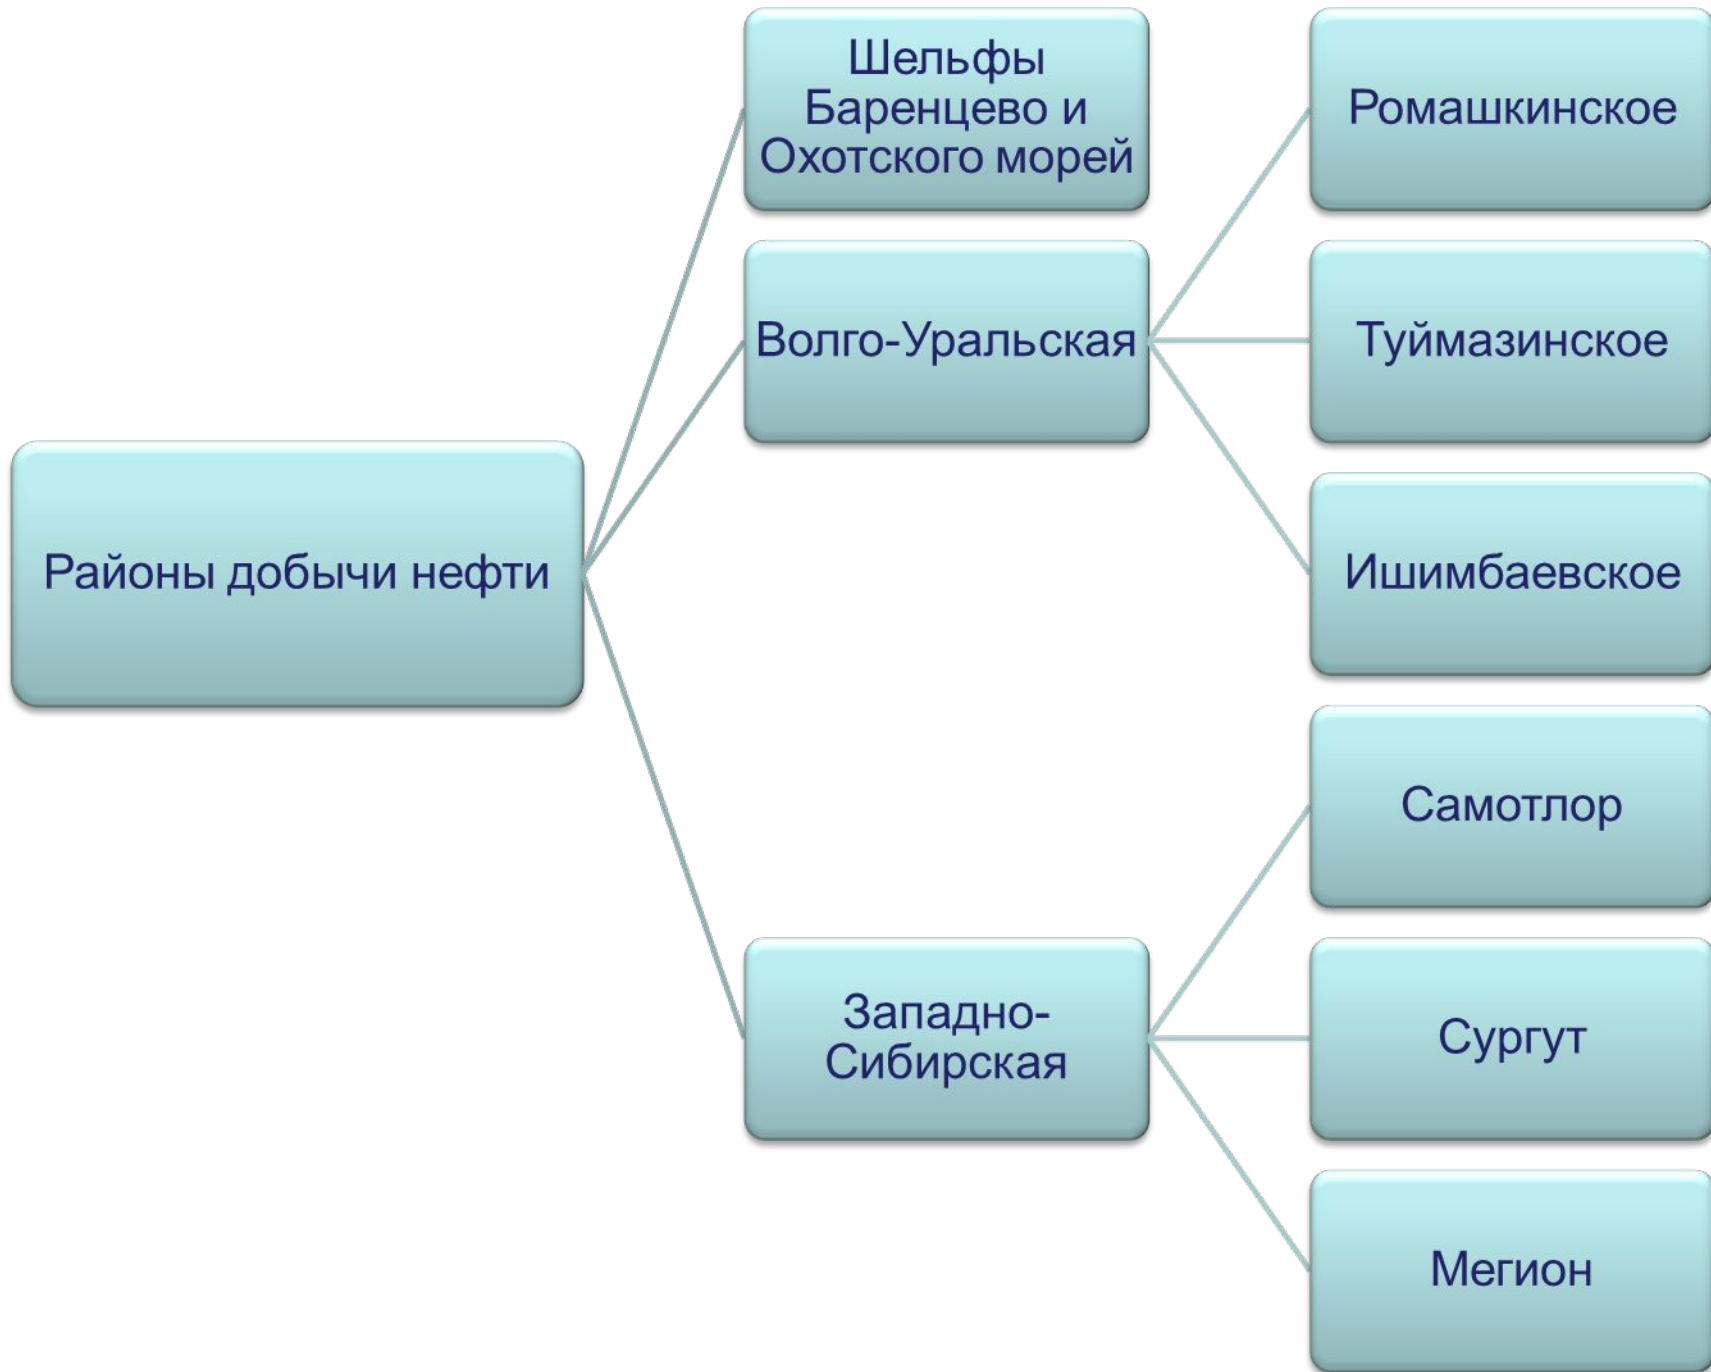 Районы добычи нефти
Шельфы
Баренцево и
Охотского морей
Волго-Уральская
Ромашкинское
Туймазинское
Ишимбаевское
Западно-
Сибирская
Самотлор
Сургут
Мегион